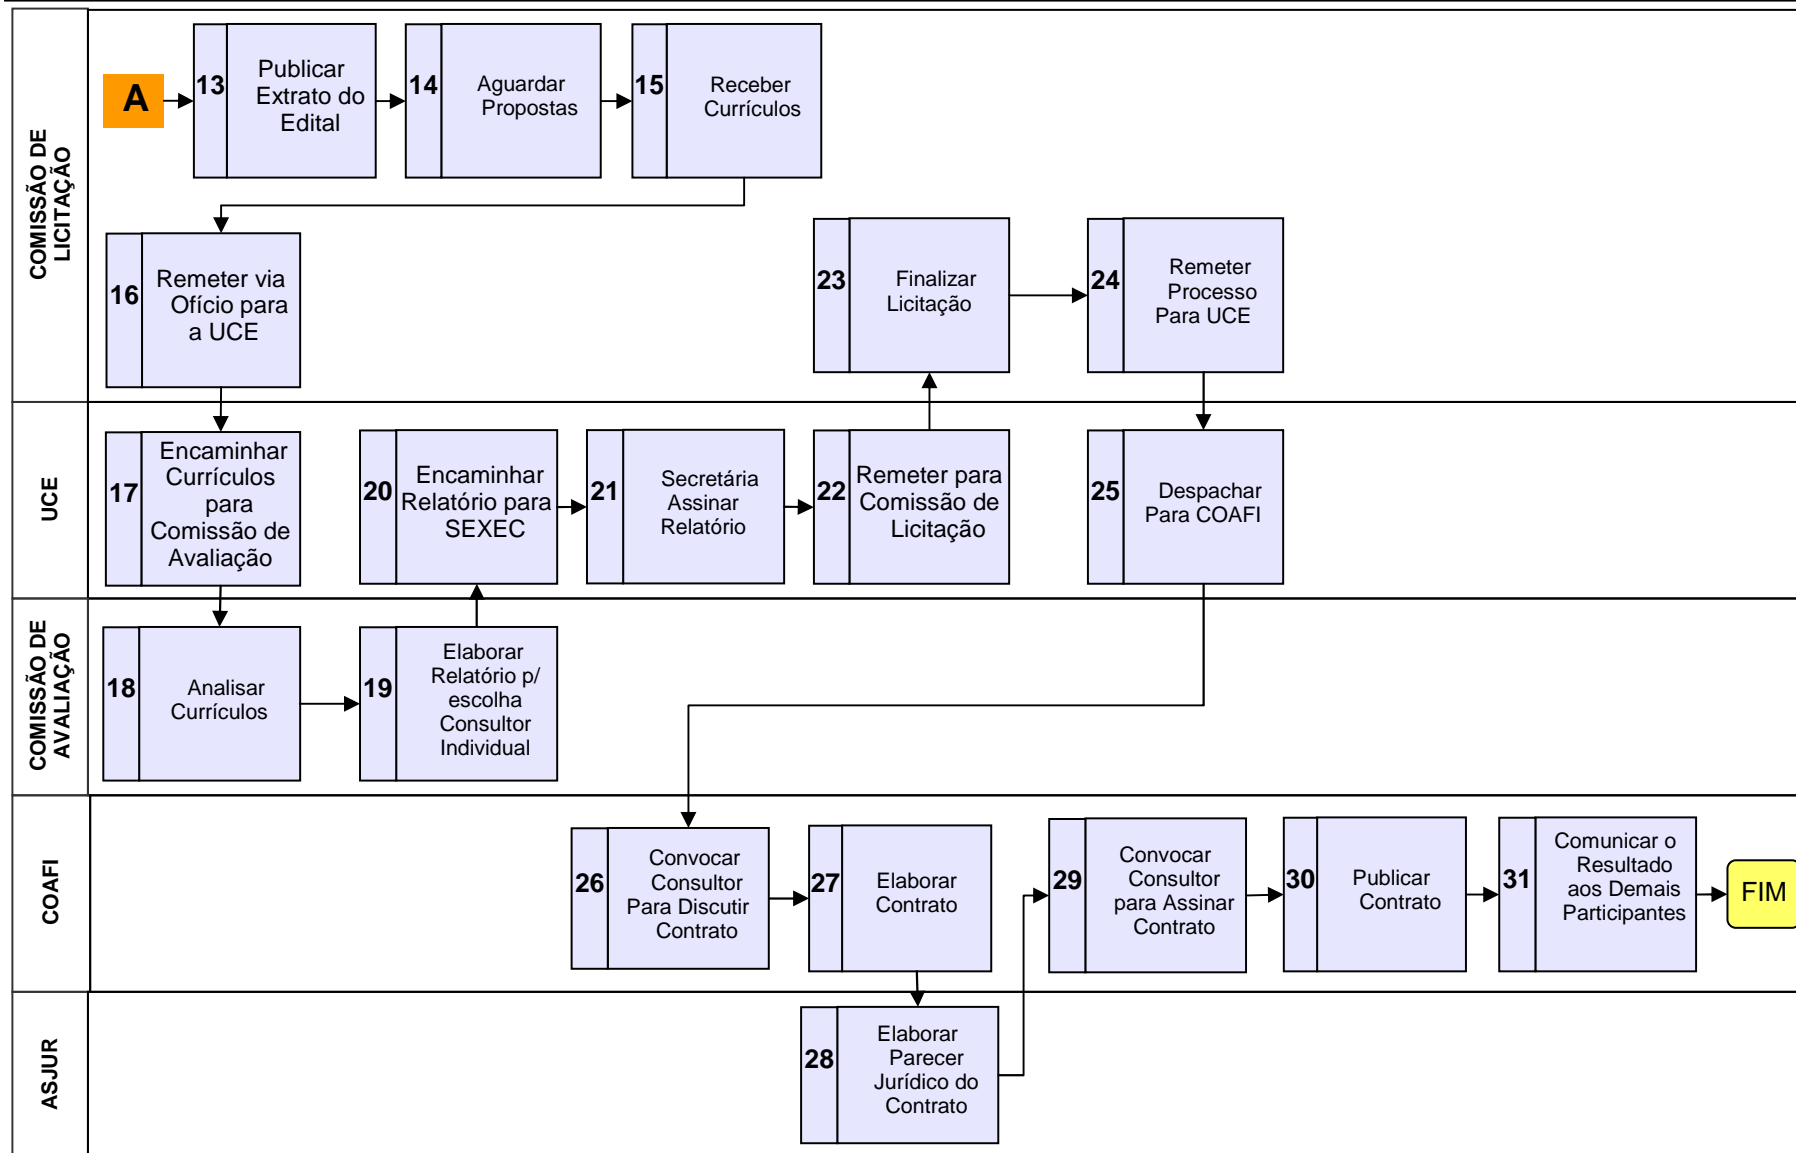 COMISSÃO DE
LICITAÇÃO
A
13
Publicar
Extrato do
Edital
14
Aguardar
Propostas
15
Receber
Currículos
16
Remeter via
Ofício para
a UCE
23
Finalizar
Licitação
24
Remeter
Processo
Para UCE
UCE
17
Encaminhar
Currículos
para
Comissão de
Avaliação
20
Encaminhar
Relatório para
SEXEC
21
Secretária
Assinar
Relatório
22
Remeter para
Comissão de
Licitação
25
Despachar
Para COAFI
COMISSÃO DE
AVALIAÇÃO
18
Analisar
Currículos
19
Elaborar
Relatório p/
escolha
Consultor
Individual
COAFI
26
Convocar
Consultor
Para Discutir
Contrato
27
Elaborar
Contrato
29
Convocar
Consultor
para Assinar
Contrato
30
Publicar
Contrato
31
Comunicar o
Resultado
aos Demais
Participantes
FIM
ASJUR
28
Elaborar
Parecer
Jurídico do
Contrato